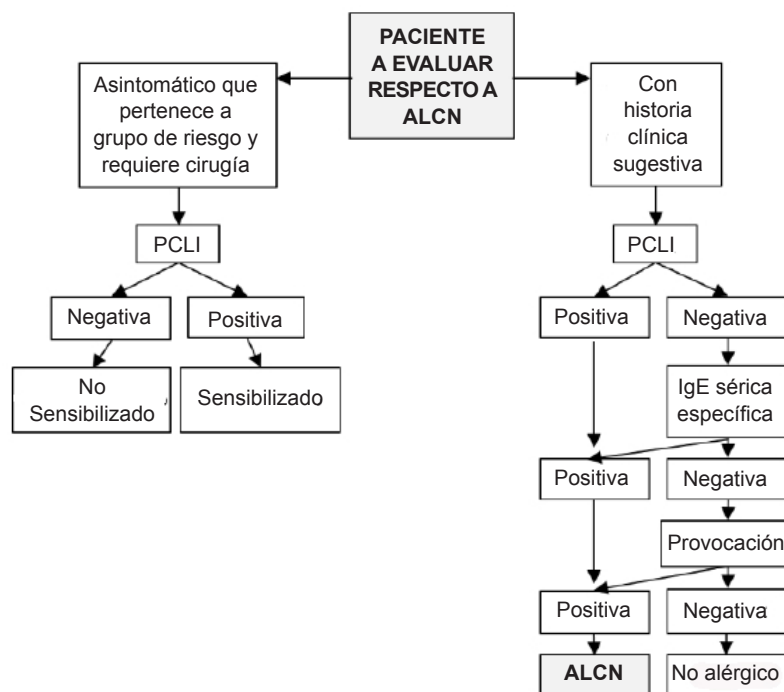 PACIENTE
A EVALUAR
RESPECTO A
ALCN
Asintomático que
pertenece a
grupo de riesgo y
requiere cirugía
Con
historia
clínica
sugestiva
PCLI
PCLI
Negativa
Positiva
Positiva
Negativa
No
Sensibilizado
Sensibilizado
IgE sérica
específica
Positiva
Negativa
Provocación
Positiva
Negativa
ALCN
No alérgico